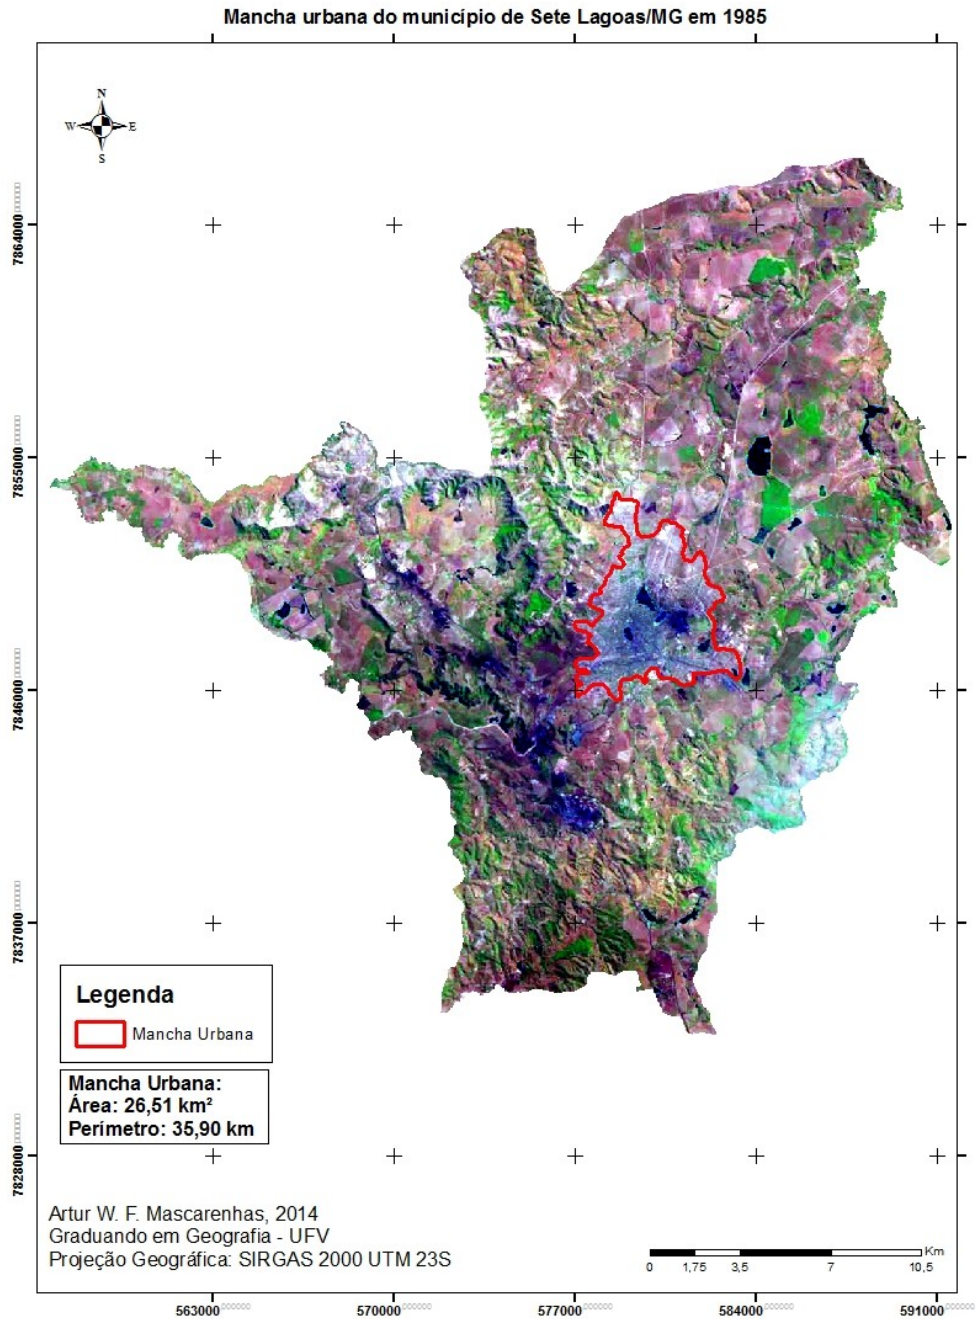 Mancha urbana do município de Sete Lagoas/MG em 1985
N
W E
S
7864000
7855000
7846000
7837000
7828000
Legenda
Mancha Urbana
Mancha Urbana:
Área: 26,51 km²
Perímetro: 35,90 km
Artur W. F. Mascarenhas, 2014
Graduando em Geografia - UFV
Projeção Geográfica: SIRGAS 2000 UTM 23S
Km
0 1,75 3,5 7 10,5
563000 570000 577000 584000 591000